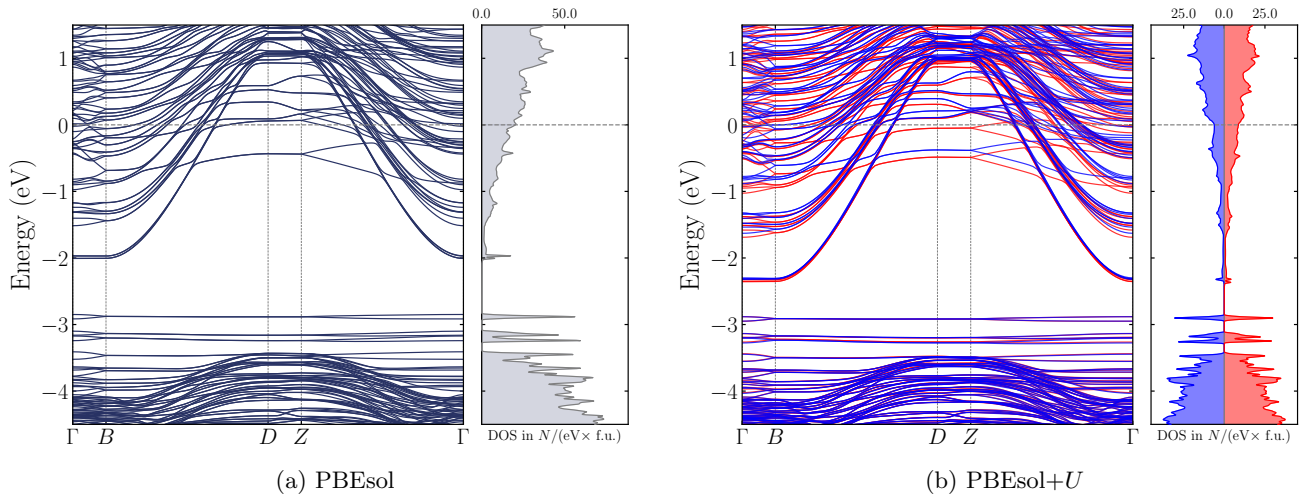 0.0 50.0
25.0 0.0 25.0
Energy (eV)
1
0
−1
−2
−3
−4
Γ B D Z Γ
DOS in N/(eV× f.u.)
(a) PBEsol
Energy (eV)
1
0
−1
−2
−3
−4
Γ B D Z Γ
DOS in N/(eV× f.u.)
(b) PBEsol+U